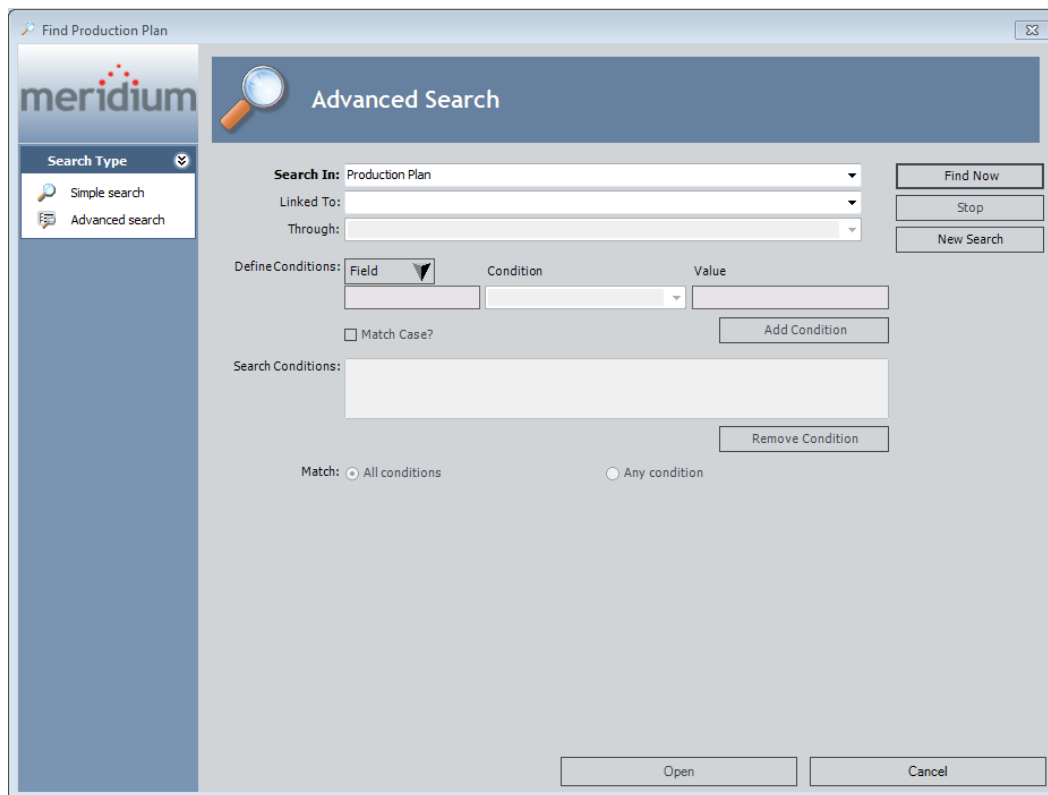 Find Production Plan
meridium
Advanced Search
Search Type
Simple search
Advanced search
Search In: Production Plan
Find Now
Linked To:
Stop
Through:
New Search
Define Conditions: Field Condition Value
Match Case?
Add Condition
Search Conditions:
Remove Condition
Match: All conditions Any condition
Open Cancel